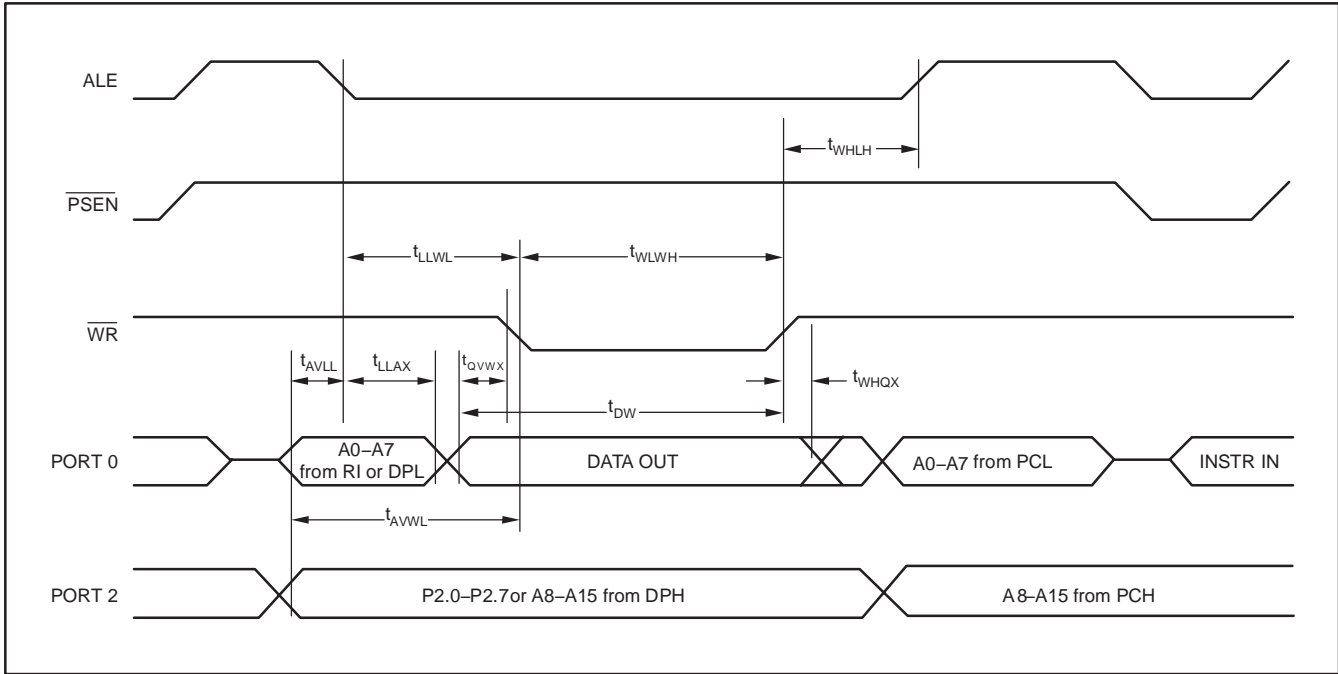 ALE
tWHLH
PSEN
tLLWL
tWLWH
WR
tAVLL
tLLAX
tQVWX
tWHQX
tDW
PORT 0
A0–A7
from RI or DPL
DATA OUT
A0–A7 from PCL
INSTR IN
tAVWL
PORT 2
P2.0–P2.7or A8–A15 from DPH
A8–A15 from PCH